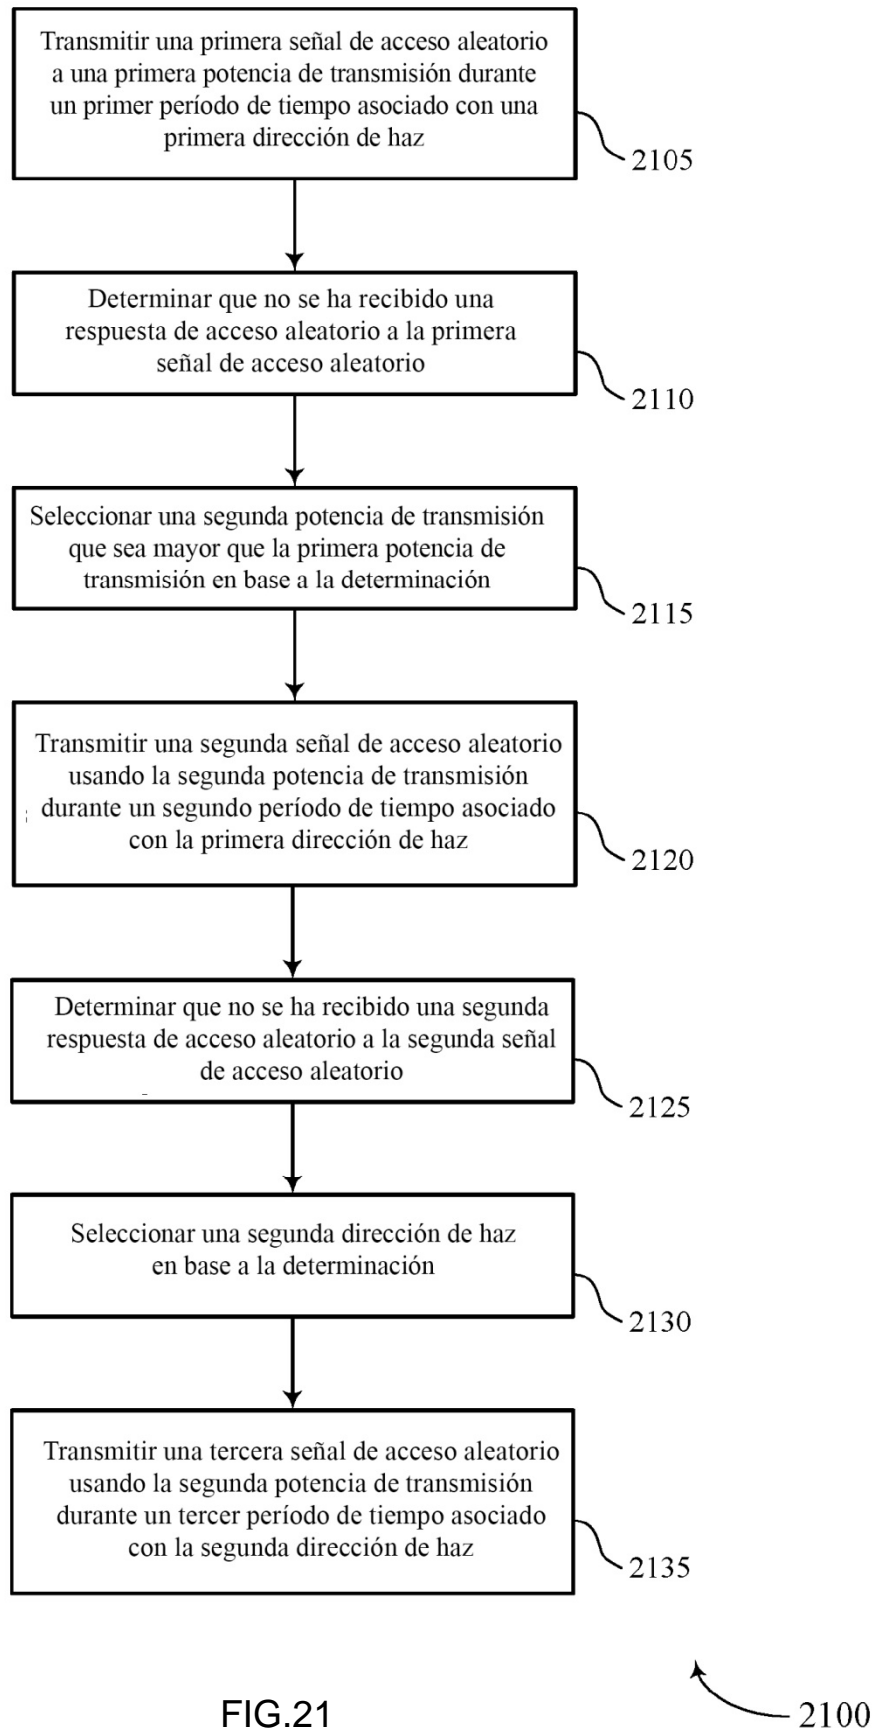 Transmitir una primera señal de acceso aleatorio
a una primera potencia de transmisión durante
un primer período de tiempo asociado con una
primera dirección de haz
2105
Determinar que no se ha recibido una
respuesta de acceso aleatorio a la primera
señal de acceso aleatorio
2110
Seleccionar una segunda potencia de transmisión
que sea mayor que la primera potencia de
transmisión en base a la determinación
2115
Transmitir una segunda señal de acceso aleatorio
usando la segunda potencia de transmisión
durante un segundo período de tiempo asociado
con la primera dirección de haz
2120
Determinar que no se ha recibido una segunda
respuesta de acceso aleatorio a la segunda señal
de acceso aleatorio
2125
Seleccionar una segunda dirección de haz
en base a la determinación
2130
Transmitir una tercera señal de acceso aleatorio
usando la segunda potencia de transmisión
durante un tercer período de tiempo asociado
con la segunda dirección de haz
2135
FIG.21
2100